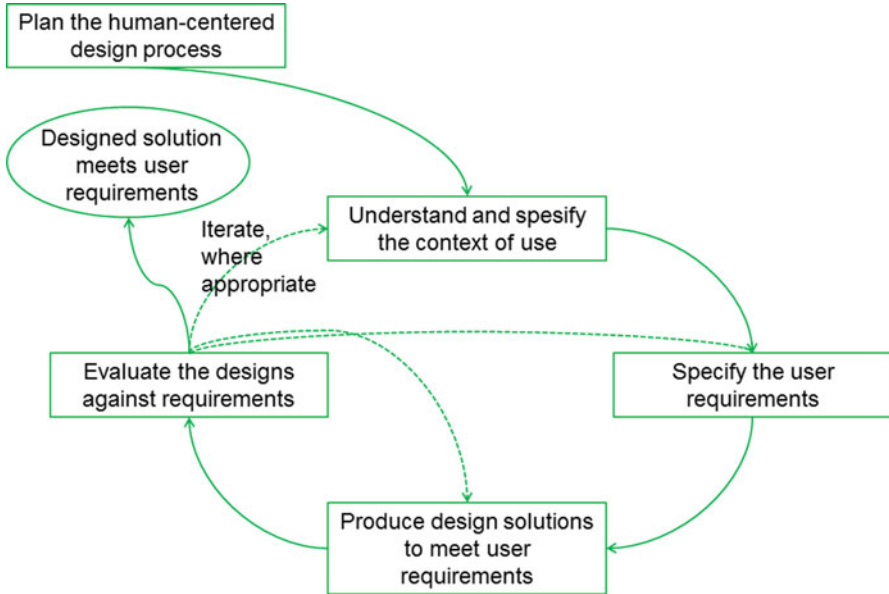 Plan the human-centered
design process
Designed solution
meets user
requirements
Understand and spesify
the context of use
Iterate,
where
appropriate
Evaluate the designs
against requirements
Specify the user
requirements
Produce design solutions
to meet user
requirements